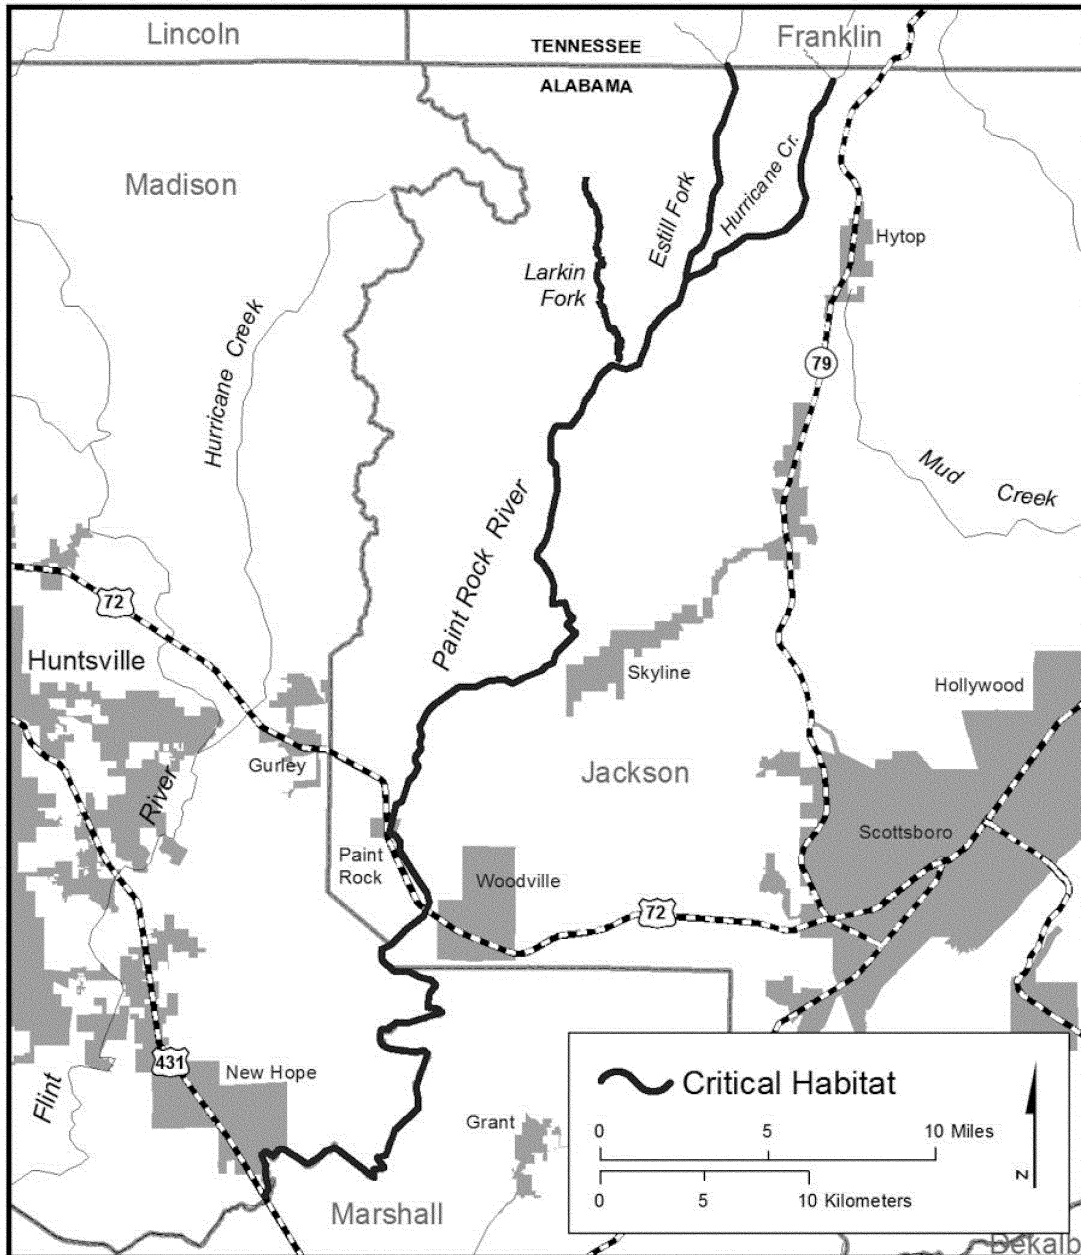 Lincoln
Franklin
TENNESSEE
ALABAMA
Madison
Hurricane Cr.
Estill Fork
Hytop
Larkin
Fork
Hurricane Creek
79
Mud Creek
Paint Rock River
72
Huntsville
Skyline
Hollywood
Gurley
Jackson
River
Scottsboro
Paint
Rock
Woodville
72
431
New Hope
Flint
Grant
Marshall
Critical Habitat
0 5 10 Miles
0 5 10 Kilometers
N
Dekalb